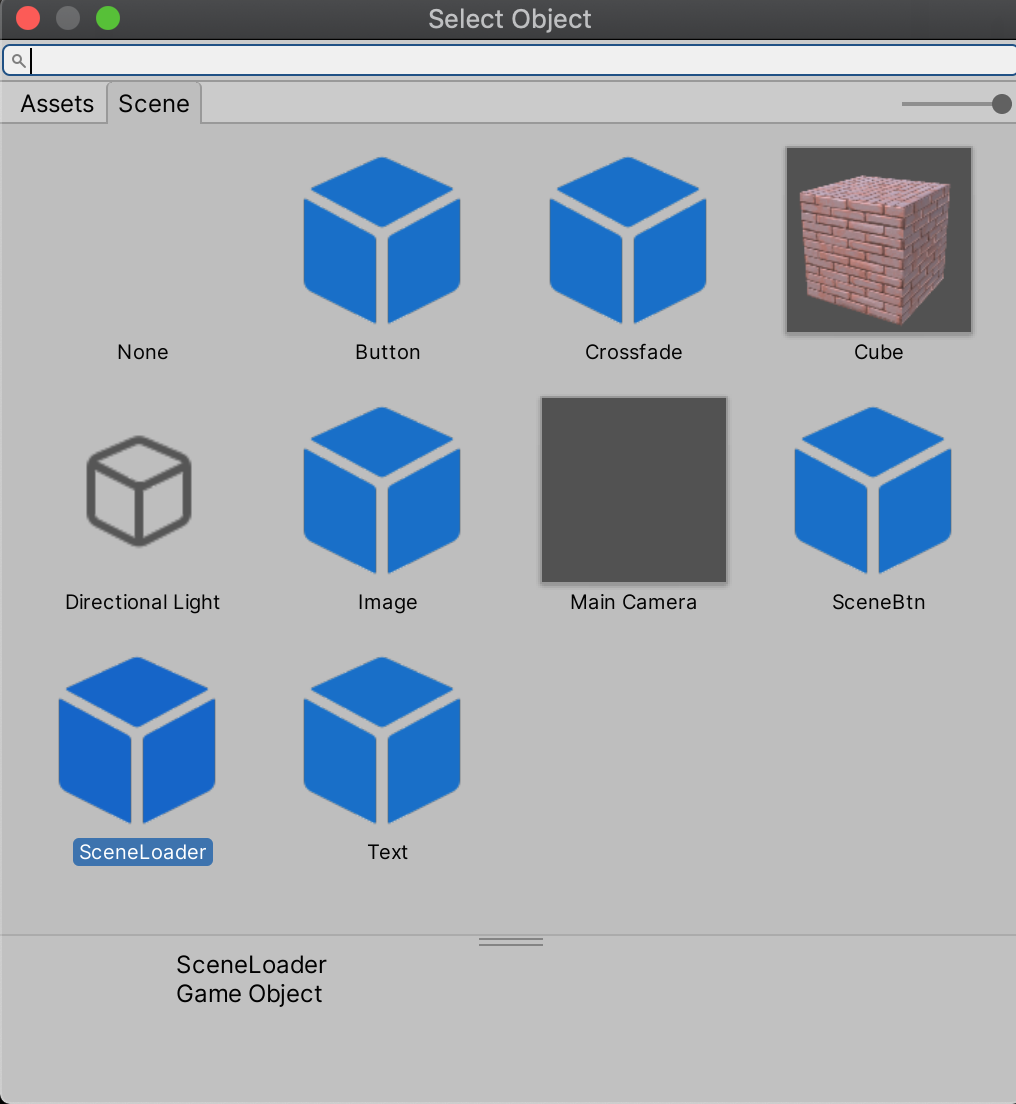 Select Object
Assets
Scene
None
Button
Crossfade
Cube
Directional Light
Image
Main Camera
SceneBtn
SceneLoader
Text
SceneLoader
Game Object